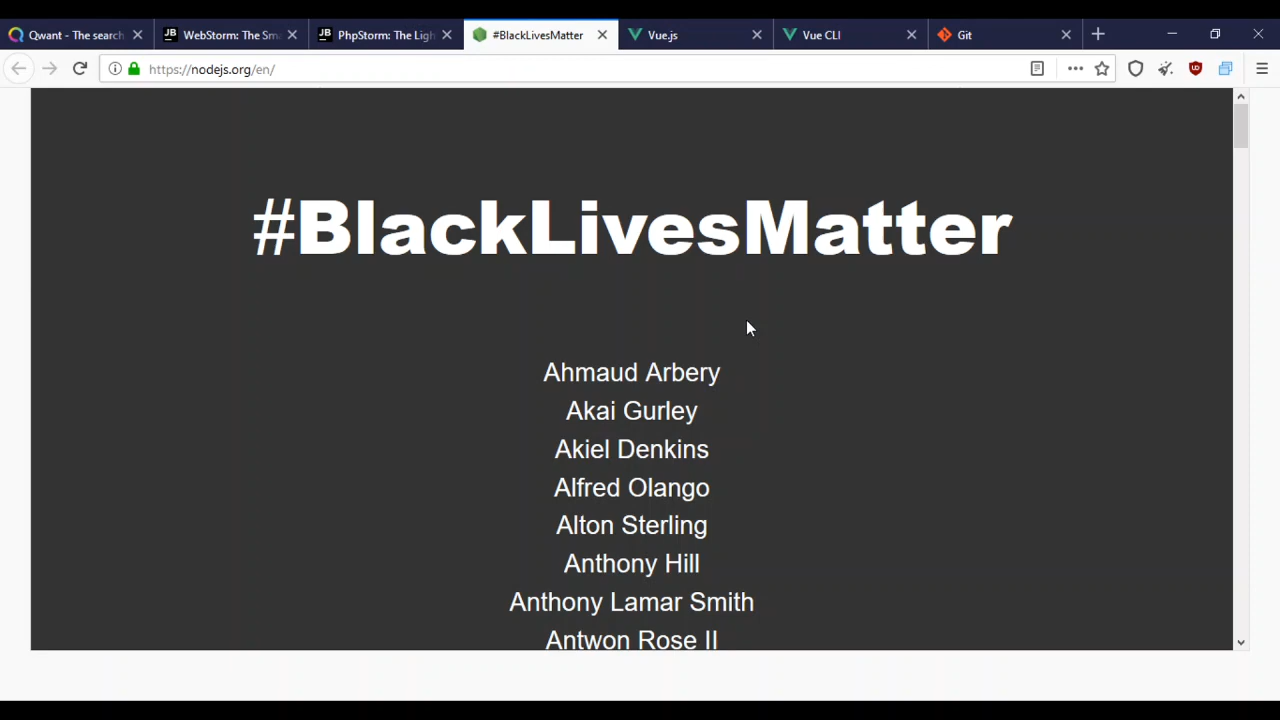 Qwant - The search
WebStorm: The Sma
PhpStorm: The Ligh
#BlackLivesMatter
Vue.js
Vue CLI
Git
https://nodejs.org/en/
#BlackLivesMatter
Ahmaud Arbery
Akai Gurley
Akiel Denkins
Alfred Olango
Alton Sterling
Anthony Hill
Anthony Lamar Smith
Antwon Rose II